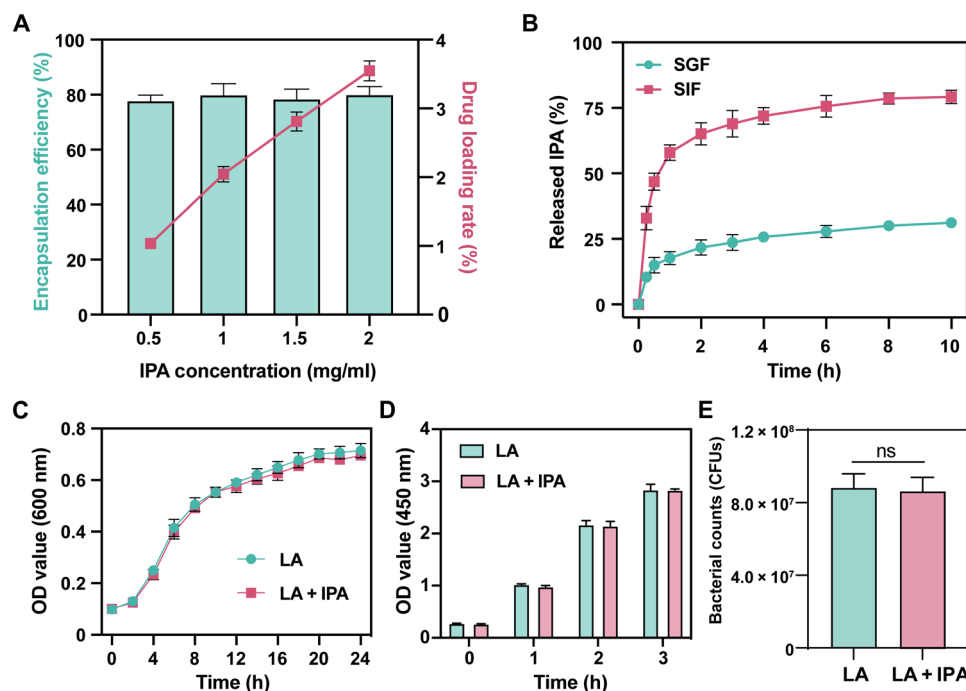 A
Encapsulation efficiency (%)
100
80
60
40
20
0
4
3
2
1
0
Drug loading rate (%)
0.5 1 1.5 2
IPA concentration (mg/ml)
B
Released IPA (%)
100
75
50
25
0
SGF
SIF
0 2 4 6 8 10
Time (h)
C
OD value (600 nm)
0.8
0.6
0.4
0.2
0.0
LA
LA + IPA
0 4 8 12 16 20 24
Time (h)
D
OD value (450 nm)
4
3
2
1
0
LA
LA + IPA
0 1 2 3
Time (h)
E
Bacterial counts (CFUs)
1.2 × 10⁸
8.0 × 10⁷
4.0 × 10⁷
0
ns
LA LA + IPA